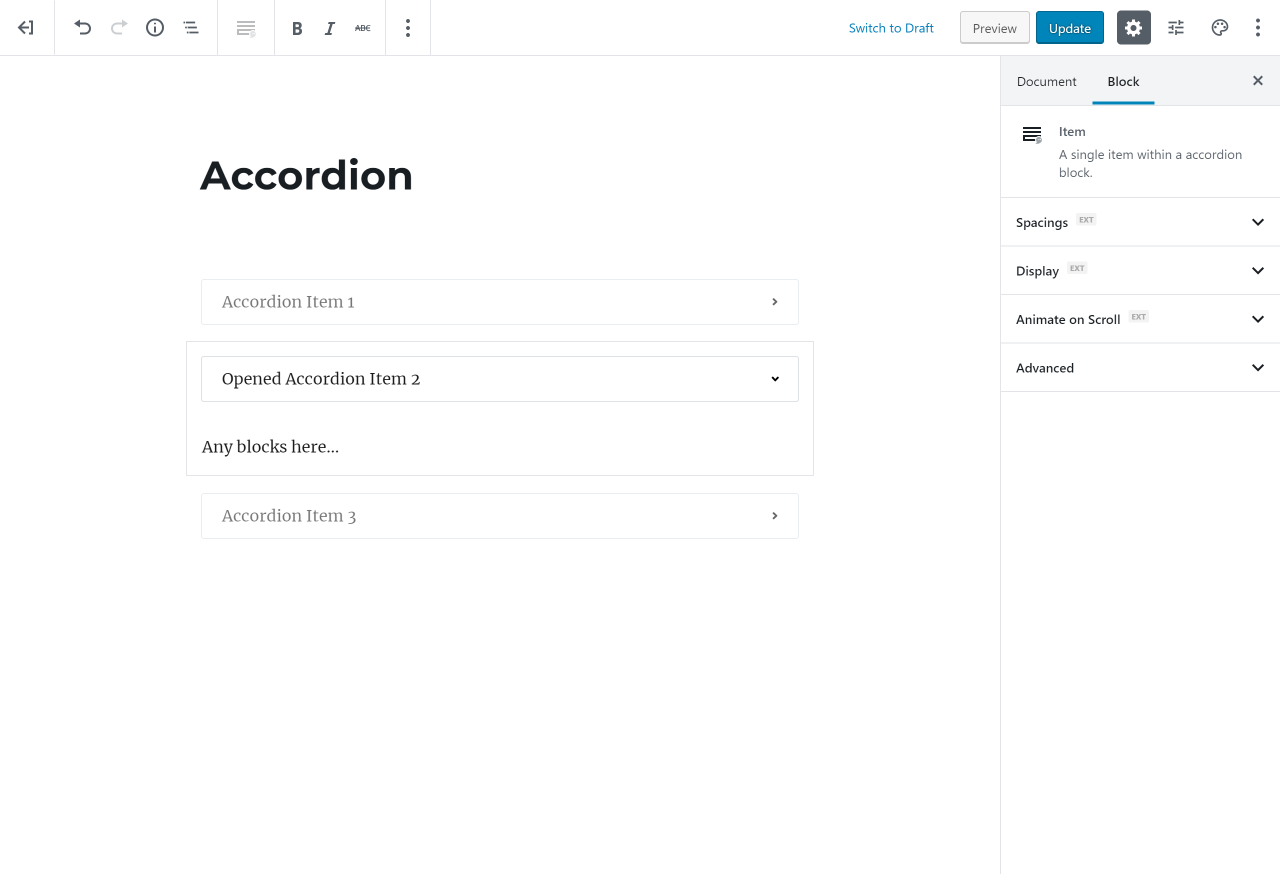 B I ABC Switch to Draft Preview Update
Document Block
Item
A single item within a accordion
block.
Spacings EXT
Display EXT
Animate on Scroll EXT
Advanced
Accordion
Accordion Item 1
Opened Accordion Item 2
Any blocks here...
Accordion Item 3